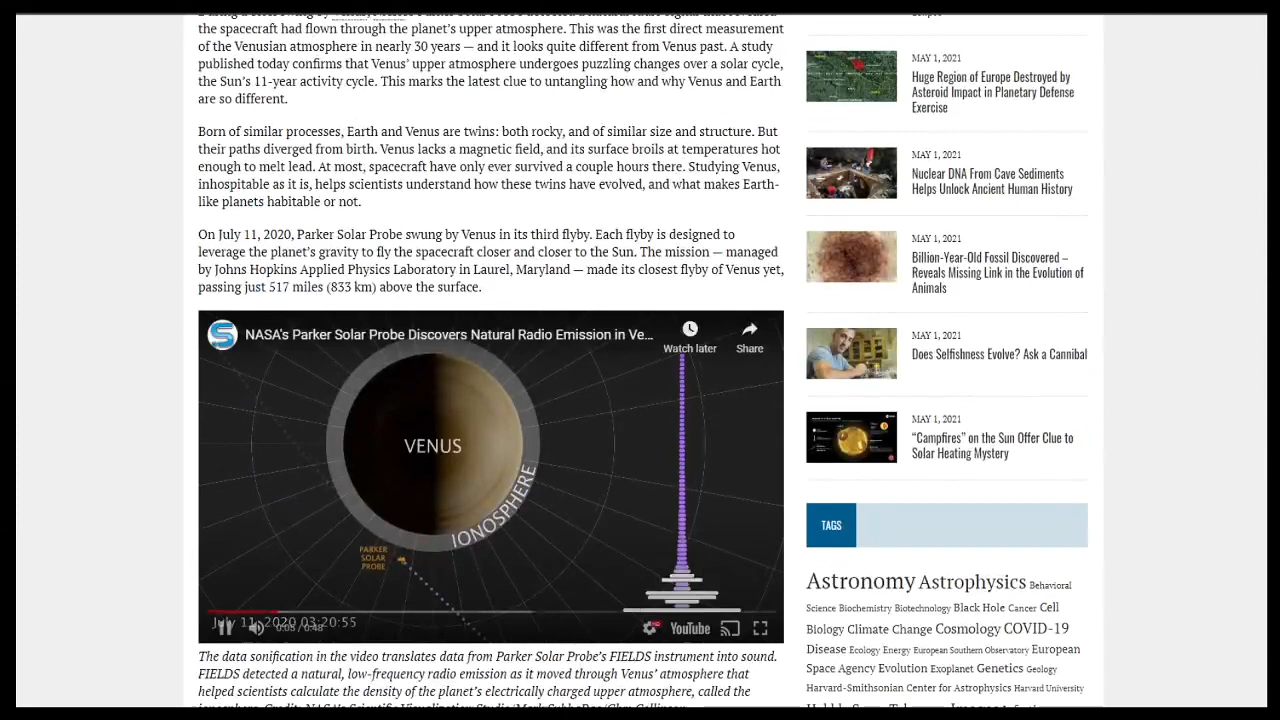 the spacecraft had flown through the planet's upper atmosphere. This was the first direct measurement
of the Venusian atmosphere in nearly 30 years — and it looks quite different from Venus past. A study
published today confirms that Venus' upper atmosphere undergoes puzzling changes over a solar cycle,
the Sun's 11-year activity cycle. This marks the latest clue to untangling how and why Venus and Earth
are so different.
Born of similar processes, Earth and Venus are twins: both rocky, and of similar size and structure. But
their paths diverged from birth. Venus lacks a magnetic field, and its surface broils at temperatures hot
enough to melt lead. At most, spacecraft have only ever survived a couple hours there. Studying Venus,
inhospitable as it is, helps scientists understand how these twins have evolved, and what makes Earth-
like planets habitable or not.
On July 11, 2020, Parker Solar Probe swung by Venus in its third flyby. Each flyby is designed to
leverage the planet's gravity to fly the spacecraft closer and closer to the Sun. The mission — managed
by Johns Hopkins Applied Physics Laboratory in Laurel, Maryland — made its closest flyby of Venus yet,
passing just 517 miles (833 km) above the surface.
NASA's Parker Solar Probe Discovers Natural Radio Emission in Ve...
Watch later
Share
VENUS
IONOSPHERE
PARKER
SOLAR
PROBE
July 11, 2020 03:20:55
0:05 / 0:48
HD
YouTube
The data sonification in the video translates data from Parker Solar Probe's FIELDS instrument into sound.
FIELDS detected a natural, low-frequency radio emission as it moved through Venus' atmosphere that
helped scientists calculate the density of the planet's electrically charged upper atmosphere, called the
MAY 1, 2021
Huge Region of Europe Destroyed by
Asteroid Impact in Planetary Defense
Exercise
MAY 1, 2021
Nuclear DNA From Cave Sediments
Helps Unlock Ancient Human History
MAY 1, 2021
Billion-Year-Old Fossil Discovered –
Reveals Missing Link in the Evolution of
Animals
MAY 1, 2021
Does Selfishness Evolve? Ask a Cannibal
MAY 1, 2021
“Campfires” on the Sun Offer Clue to
Solar Heating Mystery
TAGS
Astronomy Astrophysics Behavioral
Science Biochemistry Biotechnology Black Hole Cancer Cell
Biology Climate Change Cosmology COVID-19
Disease Ecology Energy European Southern Observatory European
Space Agency Evolution Exoplanet Genetics Geology
Harvard-Smithsonian Center for Astrophysics Harvard University